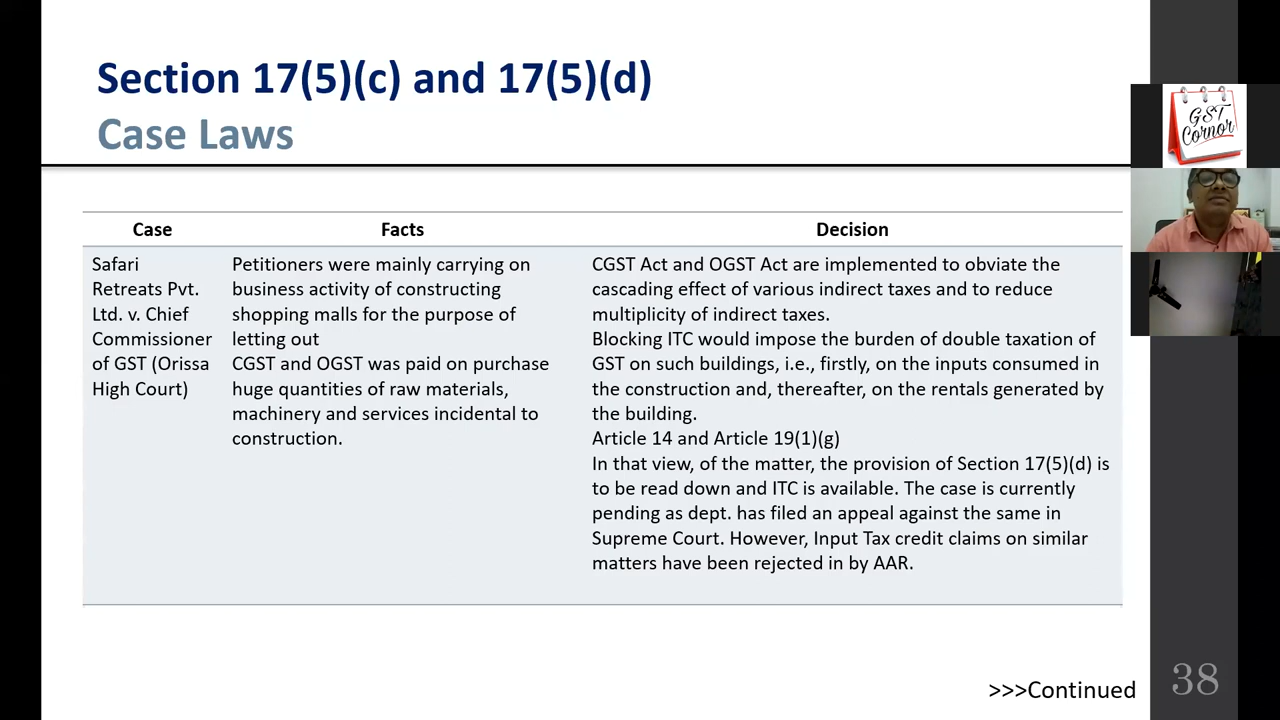 Section 17(5)(c) and 17(5)(d)
Case Laws
GST
Cornor
Case Facts Decision
Safari
Retreats Pvt.
Ltd. v. Chief
Commissioner
of GST (Orissa
High Court)
Petitioners were mainly carrying on
business activity of constructing
shopping malls for the purpose of
letting out
CGST and OGST was paid on purchase
huge quantities of raw materials,
machinery and services incidental to
construction.
CGST Act and OGST Act are implemented to obviate the
cascading effect of various indirect taxes and to reduce
multiplicity of indirect taxes.
Blocking ITC would impose the burden of double taxation of
GST on such buildings, i.e., firstly, on the inputs consumed in
the construction and, thereafter, on the rentals generated by
the building.
Article 14 and Article 19(1)(g)
In that view, of the matter, the provision of Section 17(5)(d) is
to be read down and ITC is available. The case is currently
pending as dept. has filed an appeal against the same in
Supreme Court. However, Input Tax credit claims on similar
matters have been rejected in by AAR.
>>>Continued
38